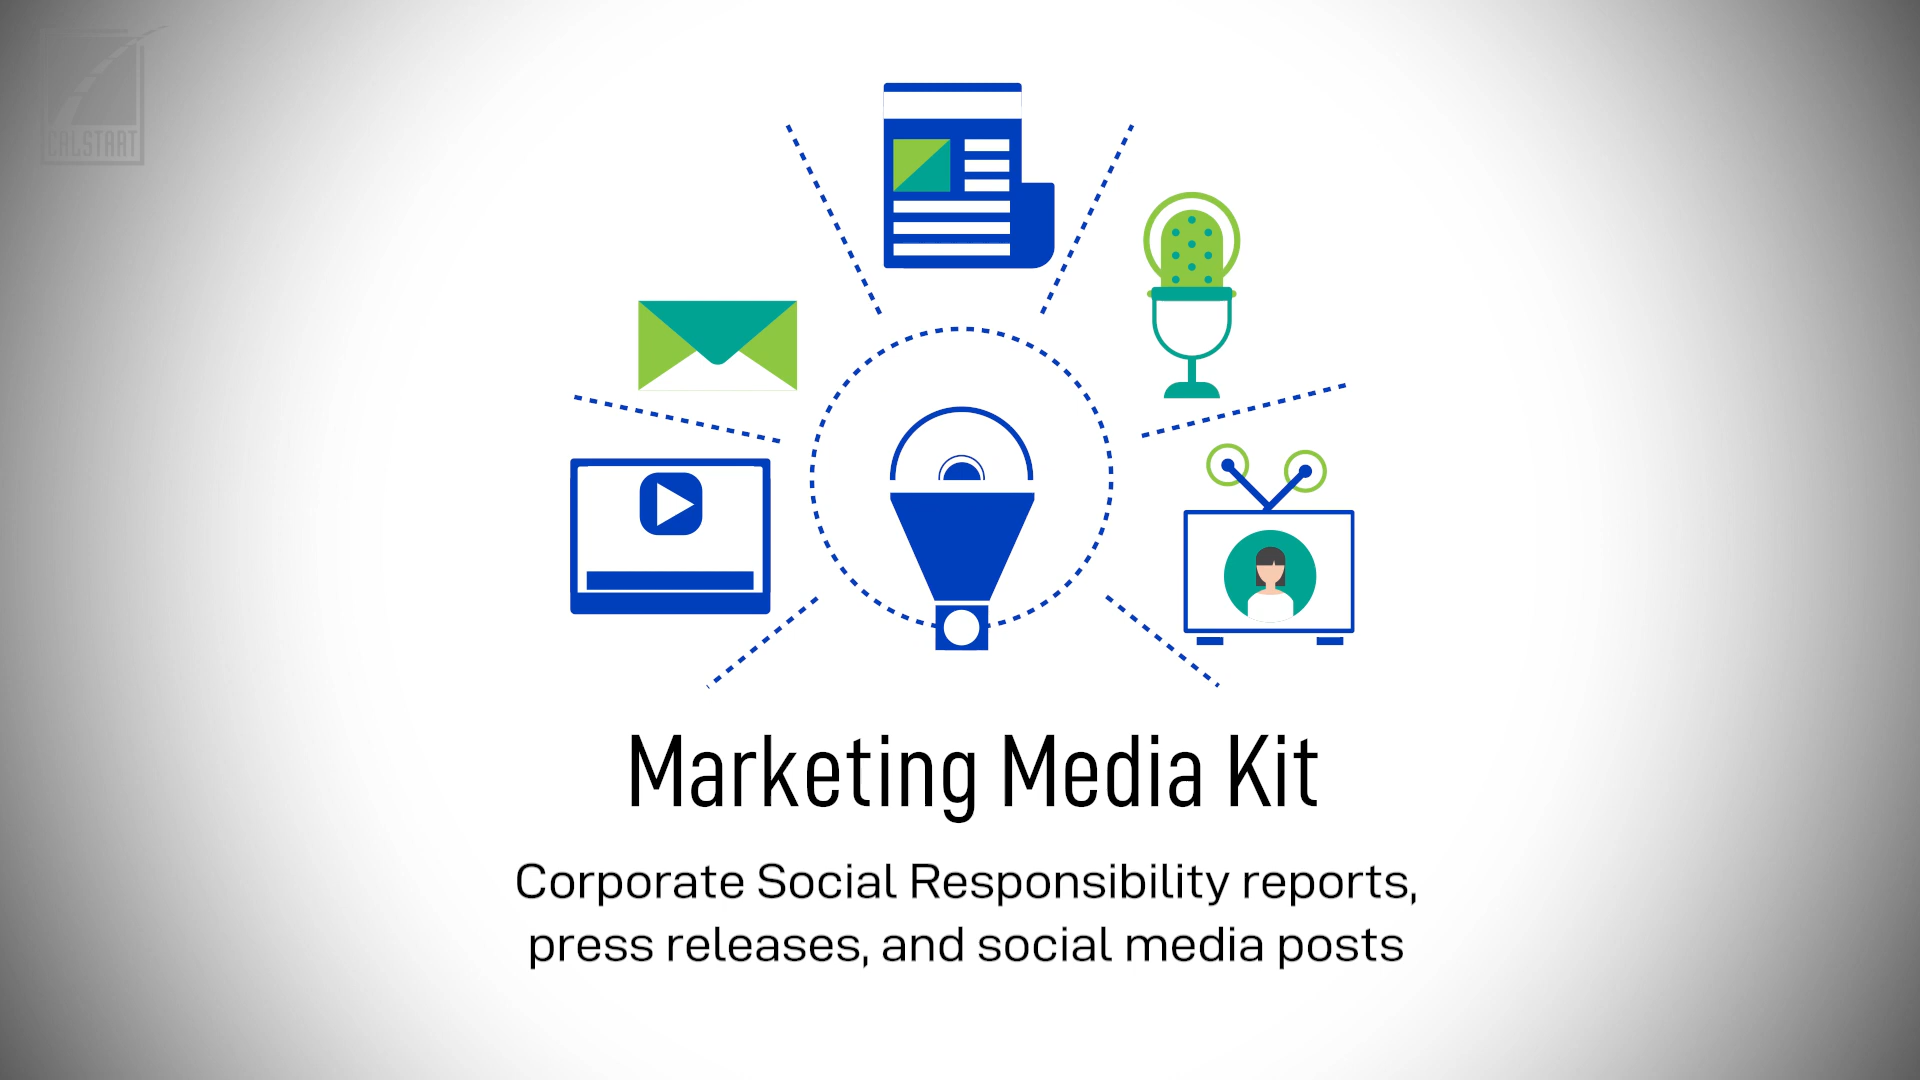 CALSTART
Marketing Media Kit
Corporate Social Responsibility reports,
press releases, and social media posts